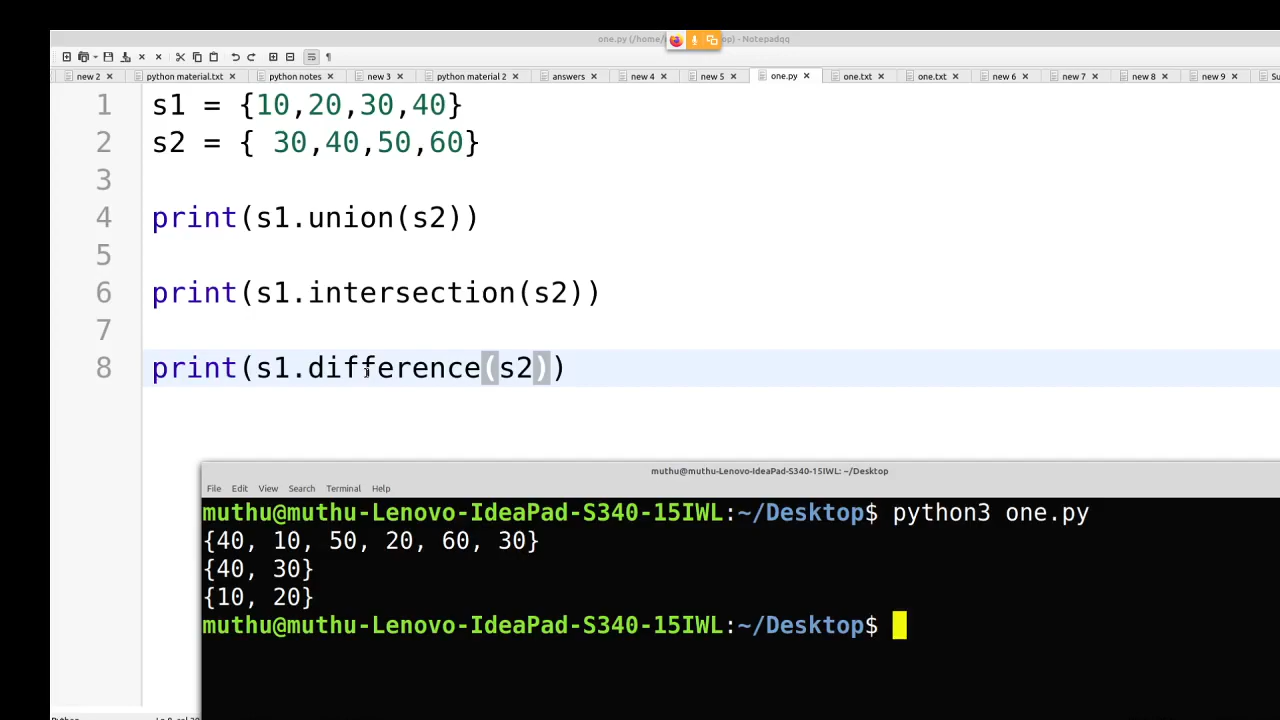 one.py (/home/ op) - Notepadqq
new 2 python material.txt python notes new 3 python material 2 answers new 4 new 5 one.py one.txt one.txt new 6 new 7 new 8 new 9
1 s1 = {10,20,30,40}
2 s2 = { 30,40,50,60}
3
4 print(s1.union(s2))
5
6 print(s1.intersection(s2))
7
8 print(s1.difference(s2))
muthu@muthu-Lenovo-IdeaPad-S340-15IWL: ~/Desktop
File Edit View Search Terminal Help
muthu@muthu-Lenovo-IdeaPad-S340-15IWL:~/Desktop$ python3 one.py
{40, 10, 50, 20, 60, 30}
{40, 30}
{10, 20}
muthu@muthu-Lenovo-IdeaPad-S340-15IWL:~/Desktop$